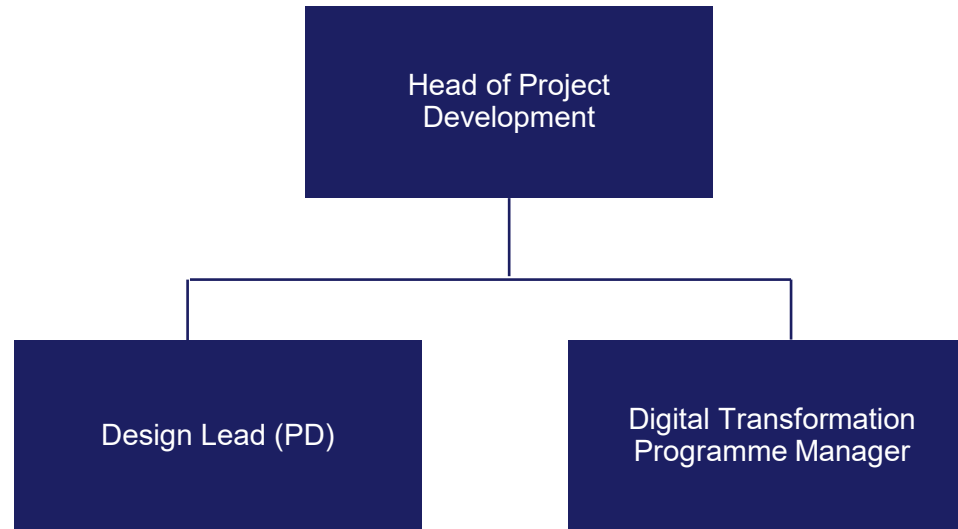 Head of Project
Development
Design Lead (PD)
Digital Transformation
Programme Manager